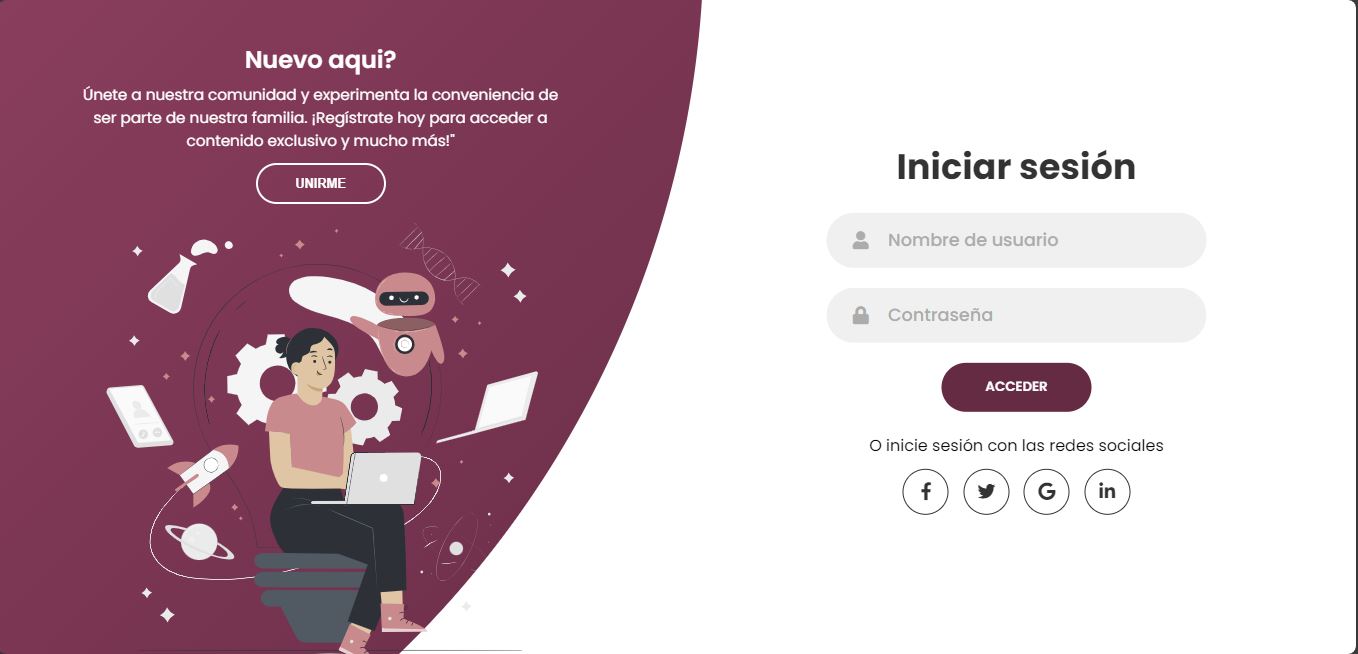 Nuevo aqui?
Únete a nuestra comunidad y experimenta la conveniencia de
ser parte de nuestra familia. ¡Regístrate hoy para acceder a
contenido exclusivo y mucho más!"
UNIRME
Iniciar sesión
Nombre de usuario
Contraseña
ACCEDER
O inicie sesión con las redes sociales